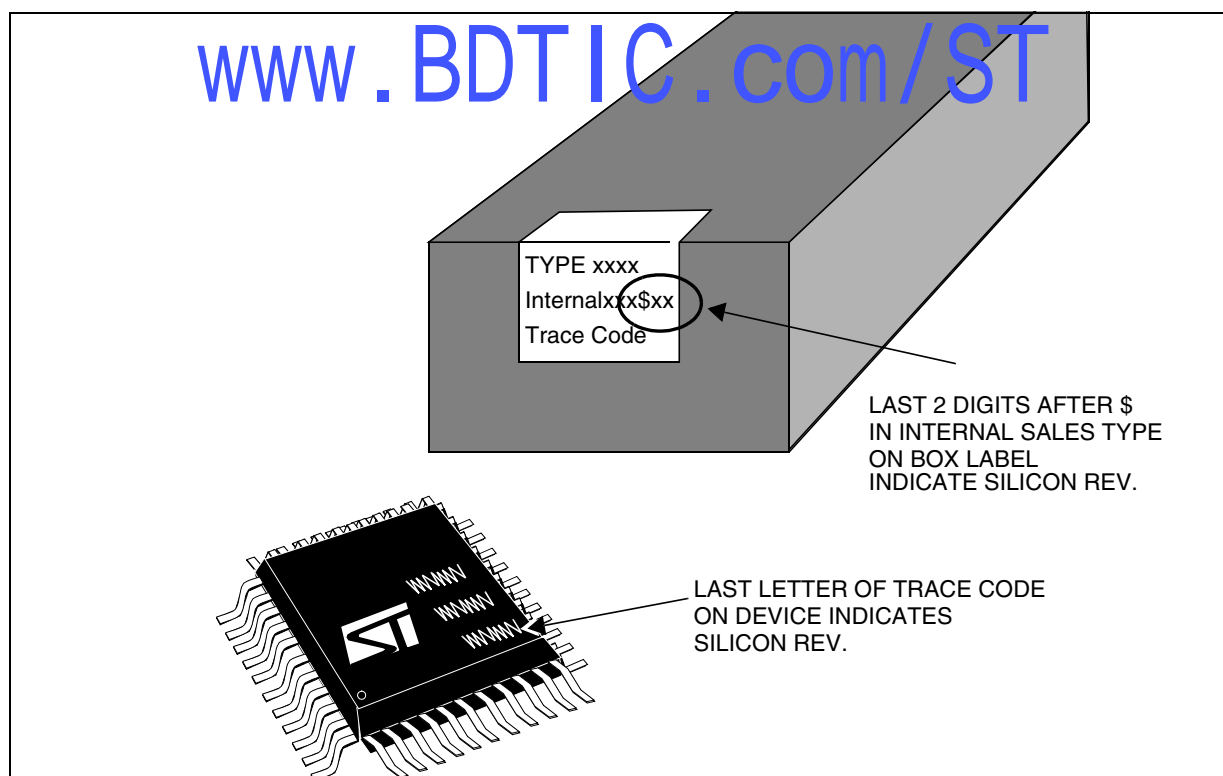 www.BDTIC.com/ST
TYPE xxxx
Internalxxx$xx
Trace Code
LAST 2 DIGITS AFTER $
IN INTERNAL SALES TYPE
ON BOX LABEL
INDICATE SILICON REV.
LAST LETTER OF TRACE CODE
ON DEVICE INDICATES
SILICON REV.
ST